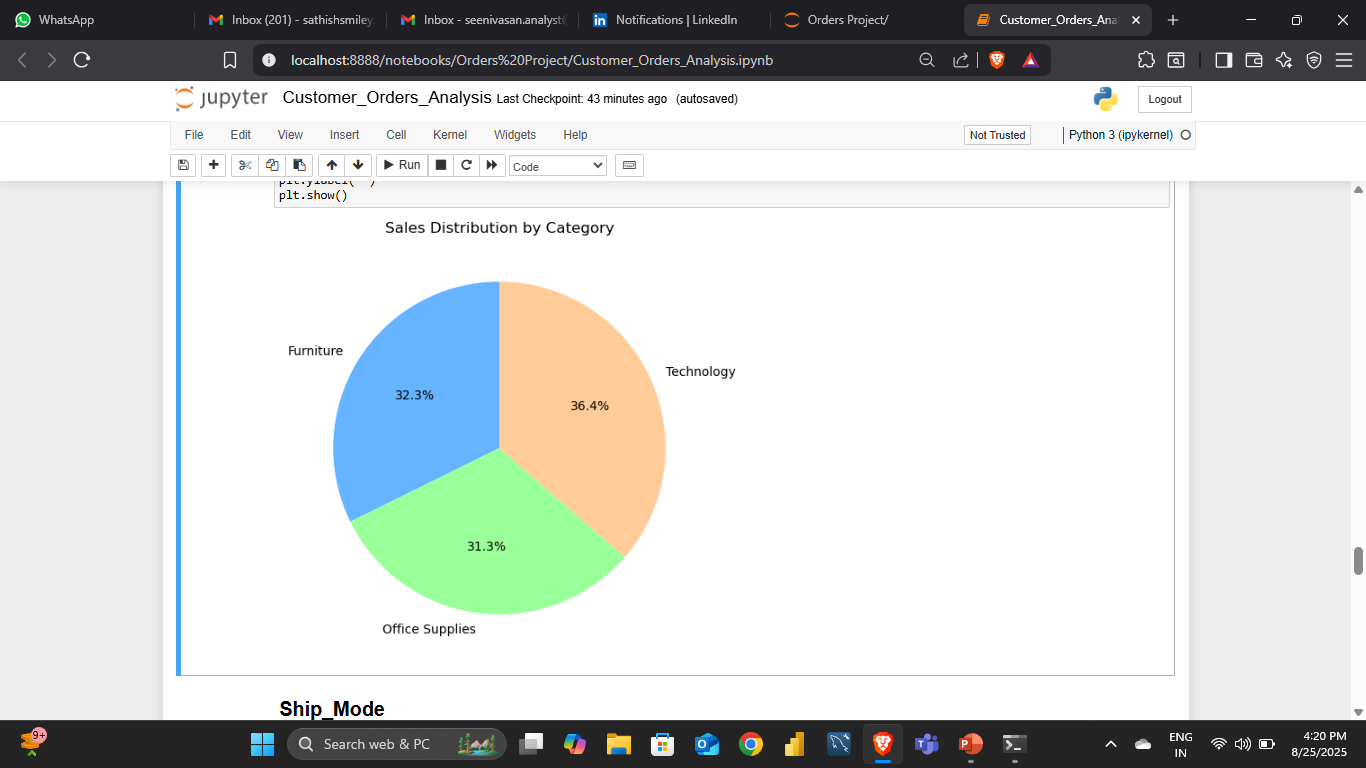 WhatsApp
Inbox (201) - sathishsmiley
Inbox - seenivasan.analyst
Notifications | LinkedIn
Orders Project/
Customer_Orders_Ana
localhost:8888/notebooks/Orders%20Project/Customer_Orders_Analysis.ipynb
jupyter Customer_Orders_Analysis Last Checkpoint: 43 minutes ago (autosaved)
Logout
File Edit View Insert Cell Kernel Widgets Help
Not Trusted
Python 3 (ipykernel)
Run
Code
plt.ylabel('')
plt.show()
Sales Distribution by Category
Furniture
Technology
32.3%
36.4%
31.3%
Office Supplies
Ship_Mode
9+
Search web & PC
ENG
IN
4:20 PM
8/25/2025